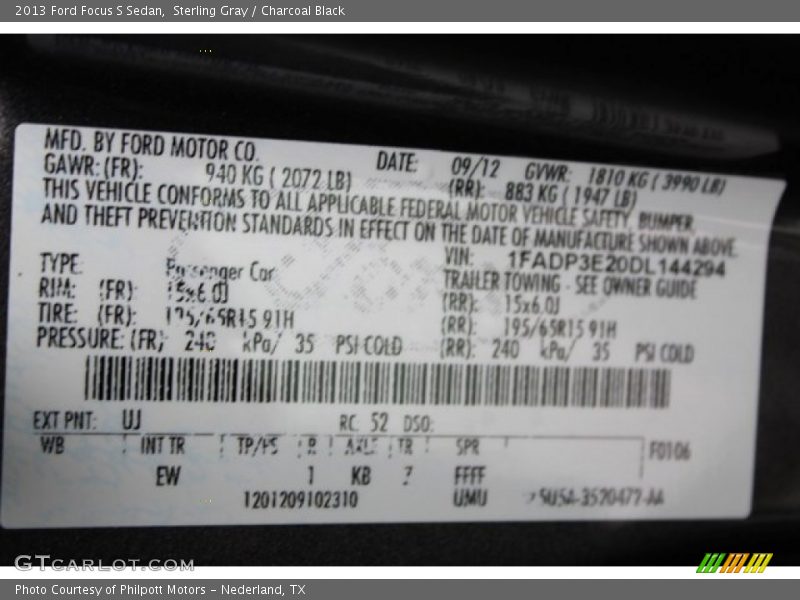 2013 Ford Focus S Sedan, Sterling Gray / Charcoal Black
MFD. BY FORD MOTOR CO. DATE: 09/12 GVWR: 1810 KG ( 3990 LB)
GAWR: (FR): 940 KG ( 2072 LB) (RR): 883 KG ( 1947 LB)
THIS VEHICLE CONFORMS TO ALL APPLICABLE FEDERAL MOTOR VEHICLE SAFETY, BUMPER,
AND THEFT PREVENTION STANDARDS IN EFFECT ON THE DATE OF MANUFACTURE SHOWN ABOVE.
VIN: 1FADP3E20DL144294
TYPE: Passenger Car TRAILER TOWING - SEE OWNER GUIDE
RIM: (FR): 15x6.0J (RR): 15x6.0J
TIRE: (FR): 195/65R15 91H (RR): 195/65R15 91H
PRESSURE: (FR); 240 kPa/ 35 PSI COLD (RR): 240 kPa/ 35 PSI COLD
EXT PNT: UJ RC: 52 DSO:
WB INT TR TP/PS R AXLE TR SPR F0106
EW 1 KB FFFF
1201209102310 UMU 5U5A-3520472-AA
GTCarLot.com
Photo Courtesy of Philpott Motors - Nederland, TX